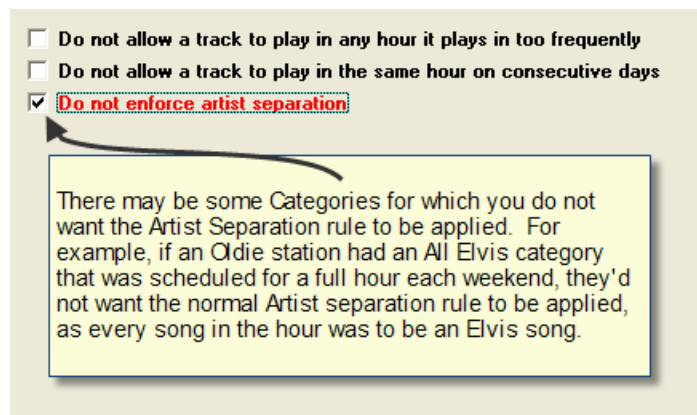 Do not allow a track to play in any hour it plays in too frequently
Do not allow a track to play in the same hour on consecutive days
Do not enforce artist separation
There may be some Categories for which you do not
want the Artist Separation rule to be applied.  For
example, if an Oldie station had an All Elvis category
that was scheduled for a full hour each weekend, they'd
not want the normal Artist separation rule to be applied,
as every song in the hour was to be an Elvis song.